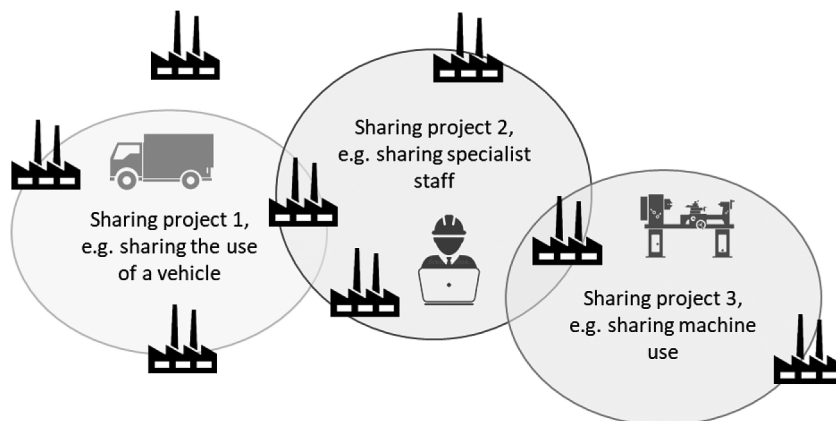 Sharing project 1,
e.g. sharing the use
of a vehicle
Sharing project 2,
e.g. sharing specialist
staff
Sharing project 3,
e.g. sharing machine
use